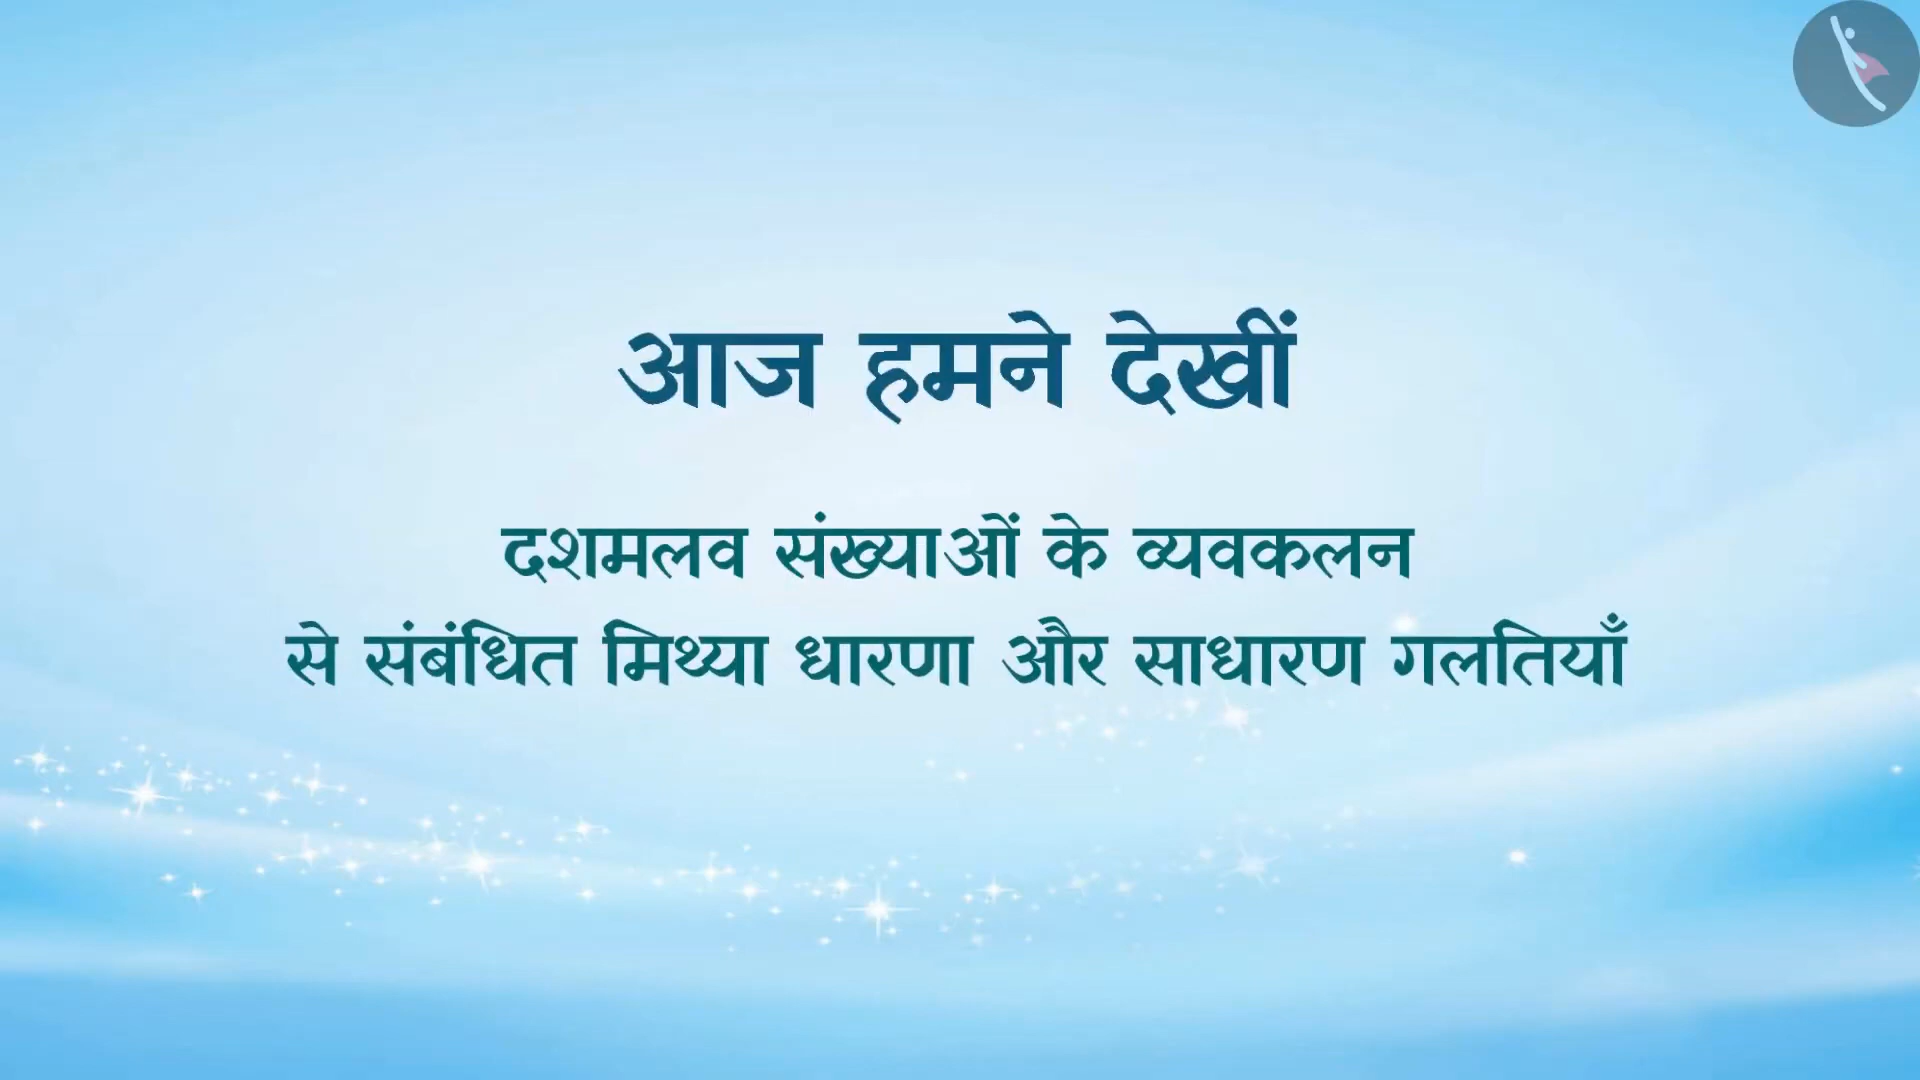 आज हमने देखीं
दशमलव संख्याओं के व्यवकलन
से संबंधित मिथ्या धारणा और साधारण गलतियाँ